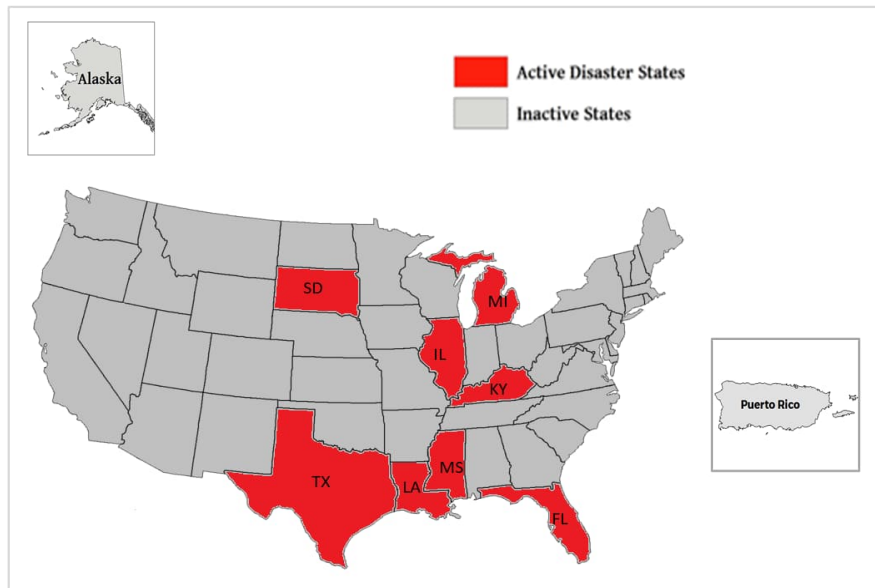 Alaska
Active Disaster States
Inactive States
SD
MI
IL
KY
Puerto Rico
MS
TX
LA
FL